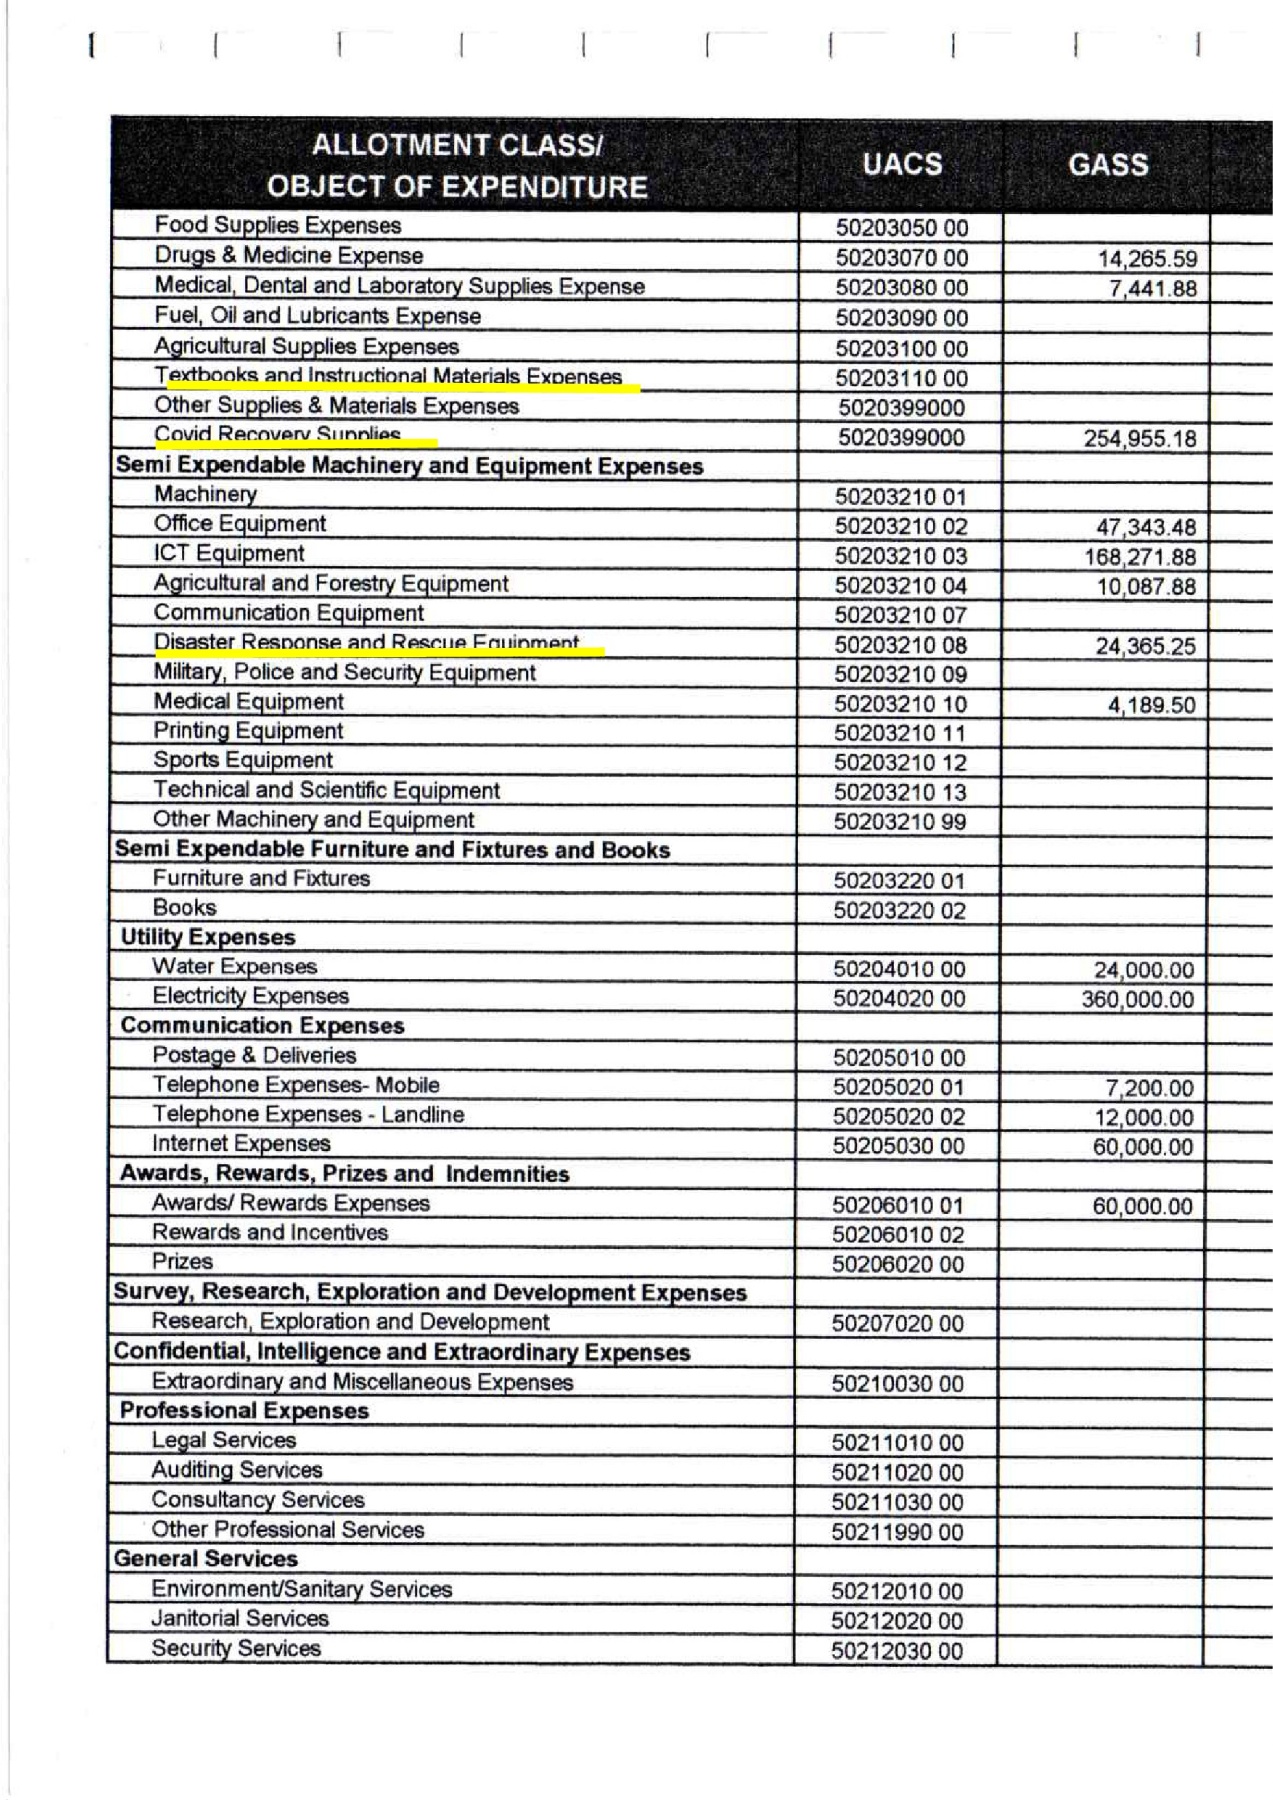 ALLOTMENT CLASS/
OBJECT OF EXPENDITURE UACS GASS
Food Supplies Expenses 50203050 00
Drugs & Medicine Expense 50203070 00 14,265.59
Medical, Dental and Laboratory Supplies Expense 50203080 00 7,441.88
Fuel, Oil and Lubricants Expense 50203090 00
Agricultural Supplies Expenses 50203100 00
Textbooks and Instructional Materials Expenses 50203110 00
Other Supplies & Materials Expenses 5020399000
Covid Recovery Supplies 5020399000 254,955.18
Semi Expendable Machinery and Equipment Expenses
Machinery 50203210 01
Office Equipment 50203210 02 47,343.48
ICT Equipment 50203210 03 168,271.88
Agricultural and Forestry Equipment 50203210 04 10,087.88
Communication Equipment 50203210 07
Disaster Response and Rescue Equipment 50203210 08 24,365.25
Military, Police and Security Equipment 50203210 09
Medical Equipment 50203210 10 4,189.50
Printing Equipment 50203210 11
Sports Equipment 50203210 12
Technical and Scientific Equipment 50203210 13
Other Machinery and Equipment 50203210 99
Semi Expendable Furniture and Fixtures and Books
Furniture and Fixtures 50203220 01
Books 50203220 02
Utility Expenses
Water Expenses 50204010 00 24,000.00
Electricity Expenses 50204020 00 360,000.00
Communication Expenses
Postage & Deliveries 50205010 00
Telephone Expenses- Mobile 50205020 01 7,200.00
Telephone Expenses - Landline 50205020 02 12,000.00
Internet Expenses 50205030 00 60,000.00
Awards, Rewards, Prizes and Indemnities
Awards/ Rewards Expenses 50206010 01 60,000.00
Rewards and Incentives 50206010 02
Prizes 50206020 00
Survey, Research, Exploration and Development Expenses
Research, Exploration and Development 50207020 00
Confidential, Intelligence and Extraordinary Expenses
Extraordinary and Miscellaneous Expenses 50210030 00
Professional Expenses
Legal Services 50211010 00
Auditing Services 50211020 00
Consultancy Services 50211030 00
Other Professional Services 50211990 00
General Services
Environment/Sanitary Services 50212010 00
Janitorial Services 50212020 00
Security Services 50212030 00